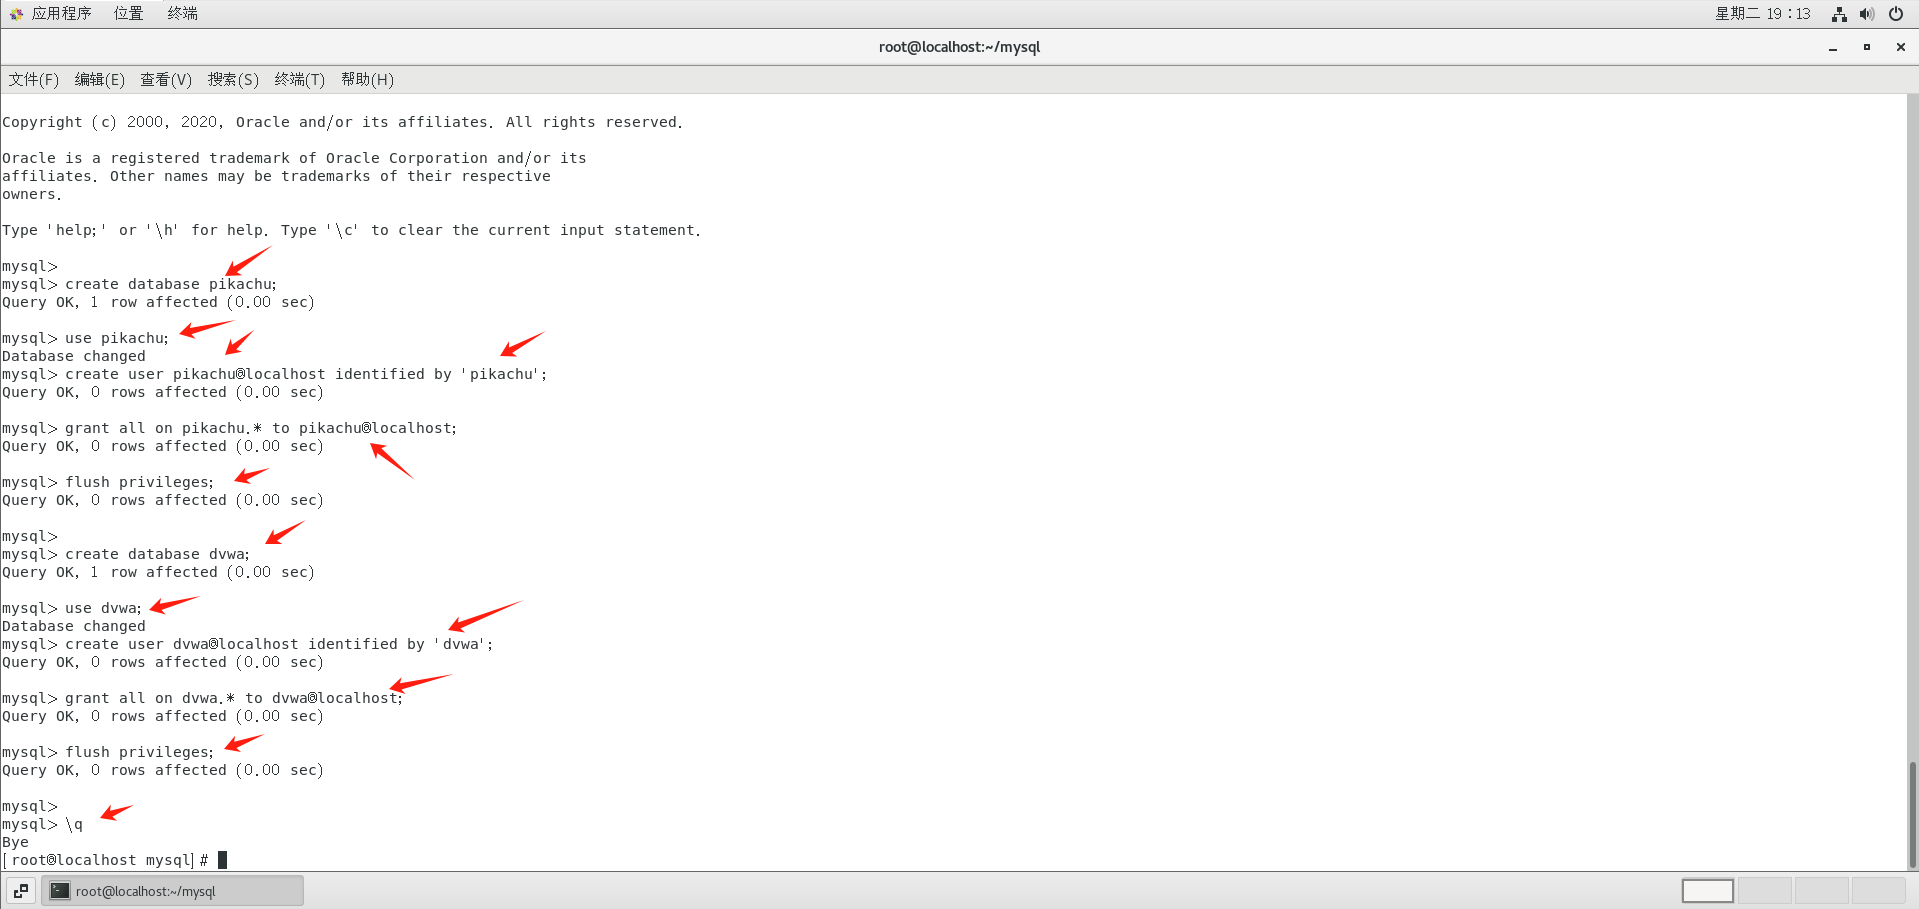 应用程序 位置 终端 星期二 19：13
root@localhost:~/mysql
文件(F) 编辑(E) 查看(V) 搜索(S) 终端(T) 帮助(H)
Copyright (c) 2000, 2020, Oracle and/or its affiliates. All rights reserved.
Oracle is a registered trademark of Oracle Corporation and/or its
affiliates. Other names may be trademarks of their respective
owners.
Type 'help;' or '\h' for help. Type '\c' to clear the current input statement.
mysql>
mysql> create database pikachu;
Query OK, 1 row affected (0.00 sec)
mysql> use pikachu;
Database changed
mysql> create user pikachu@localhost identified by 'pikachu';
Query OK, 0 rows affected (0.00 sec)
mysql> grant all on pikachu.* to pikachu@localhost;
Query OK, 0 rows affected (0.00 sec)
mysql> flush privileges;
Query OK, 0 rows affected (0.00 sec)
mysql>
mysql> create database dvwa;
Query OK, 1 row affected (0.00 sec)
mysql> use dvwa;
Database changed
mysql> create user dvwa@localhost identified by 'dvwa';
Query OK, 0 rows affected (0.00 sec)
mysql> grant all on dvwa.* to dvwa@localhost;
Query OK, 0 rows affected (0.00 sec)
mysql> flush privileges;
Query OK, 0 rows affected (0.00 sec)
mysql>
mysql> \q
Bye
[root@localhost mysql]#
root@localhost:~/mysql